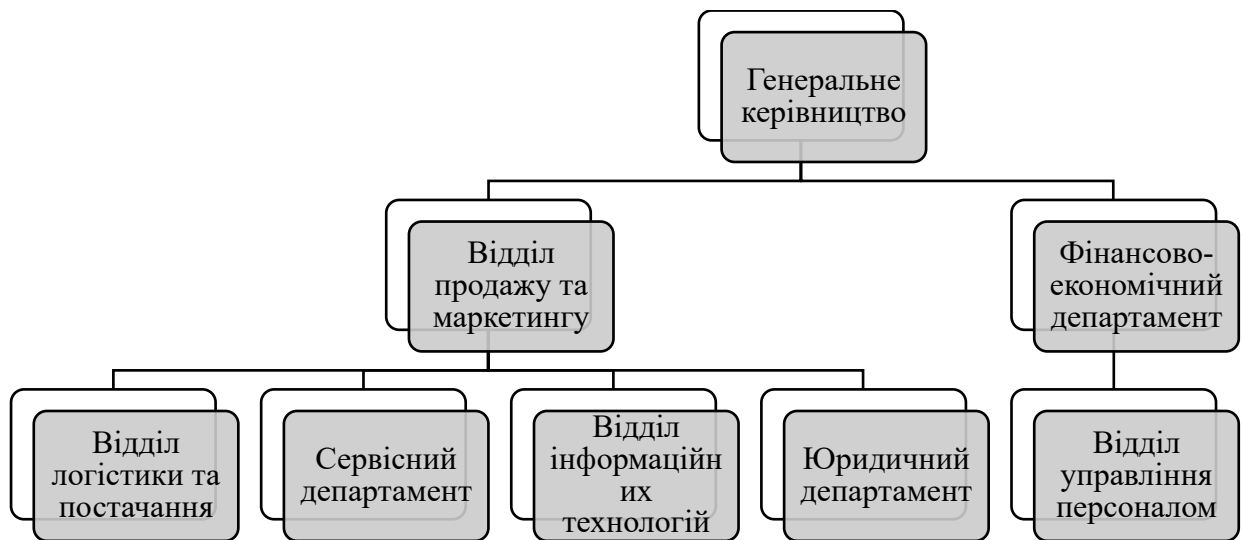 Генеральне
керівництво
Відділ
продажу та
маркетингу
Фінансово-
економічний
департамент
Відділ
логістики та
постачання
Сервісний
департамент
Відділ
інформаційн
их
технологій
Юридичний
департамент
Відділ
управління
персоналом